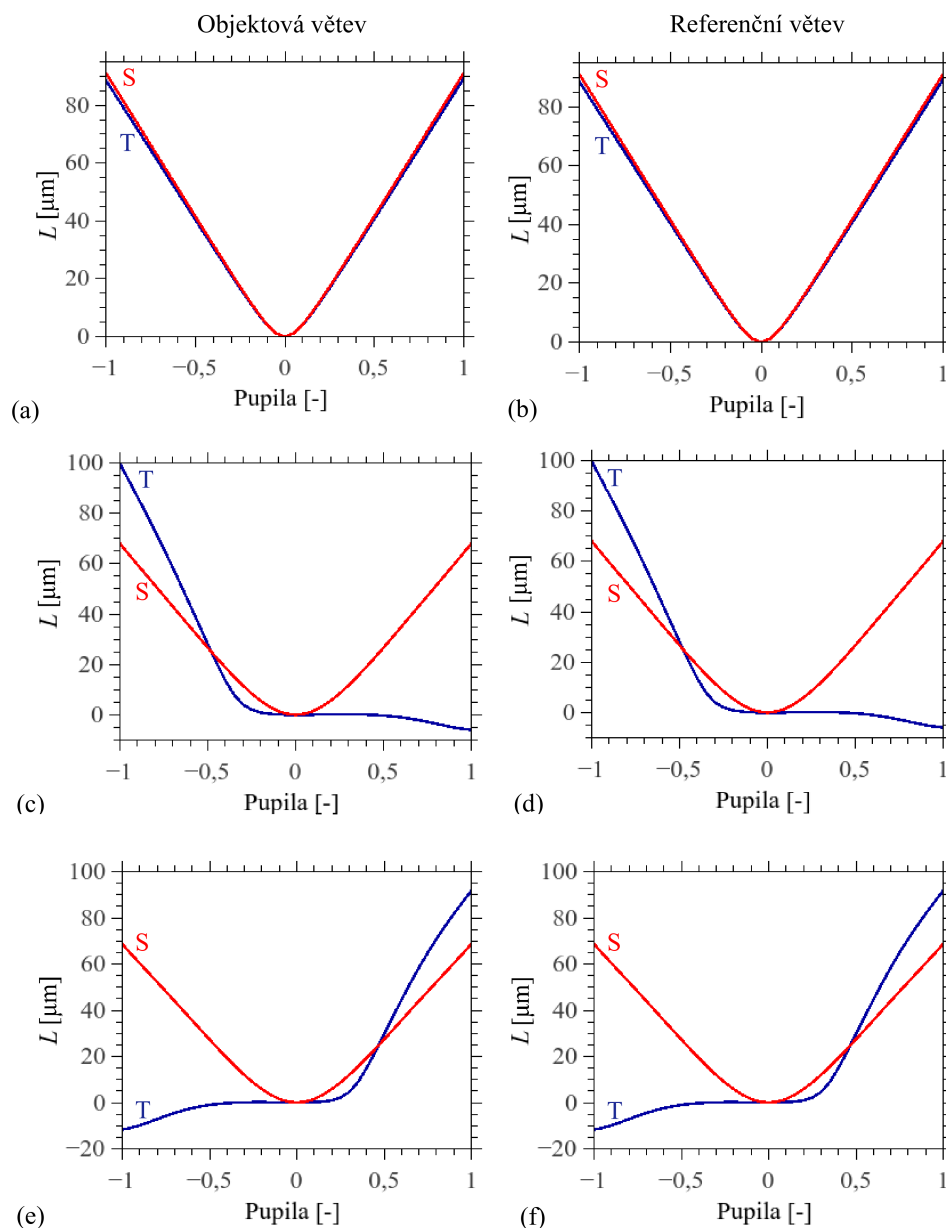 Objektová větev Referenční větev
S S
T T
L [µm] L [µm]
80 80
60 60
40 40
20 20
0 0
−1 −0,5 0 0,5 1 −1 −0,5 0 0,5 1
(a) Pupila [-] (b) Pupila [-]
100 100
T T
80 80
60 60
S S
L [µm] L [µm]
40 40
20 20
0 0
−1 −0,5 0 0,5 1 −1 −0,5 0 0,5 1
(c) Pupila [-] (d) Pupila [-]
100 100
80 80
S S
60 60
L [µm] L [µm]
40 40
20 20
0 0
T T
−20 −20
−1 −0,5 0 0,5 1 −1 −0,5 0 0,5 1
(e) Pupila [-] (f) Pupila [-]